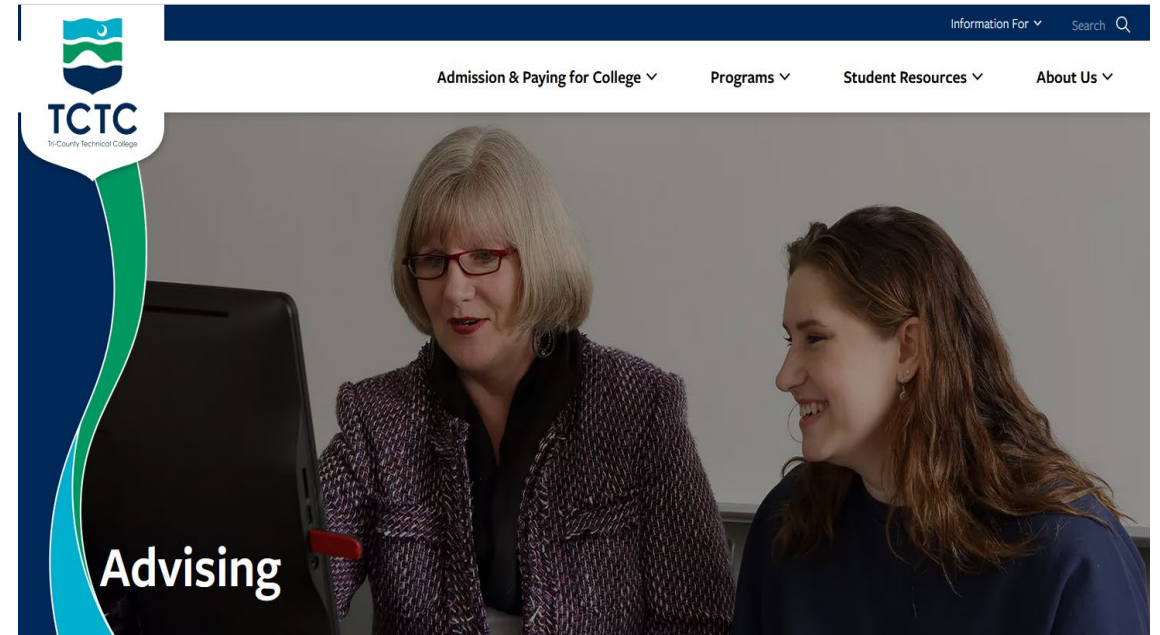 Information For
Search
Admission & Paying for College
Programs
Student Resources
About Us
TCTC
Tri-County Technical College
Advising